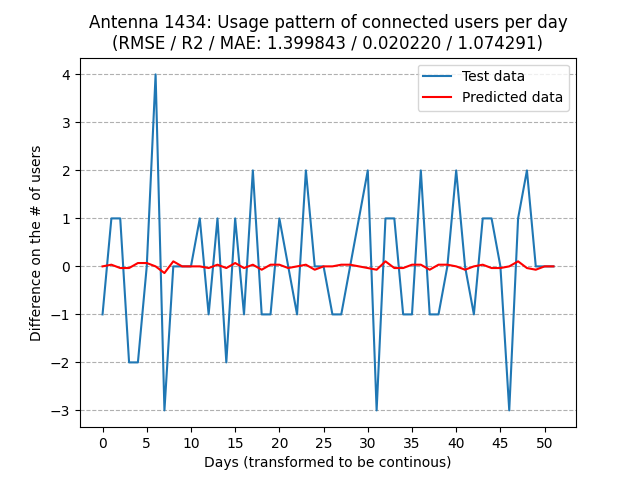 Antenna 1434: Usage pattern of connected users per day
(RMSE / R2 / MAE: 1.399843 / 0.020220 / 1.074291)
Test data
Predicted data
Difference on the # of users
4
3
2
1
0
−1
−2
−3
0 5 10 15 20 25 30 35 40 45 50
Days (transformed to be continous)